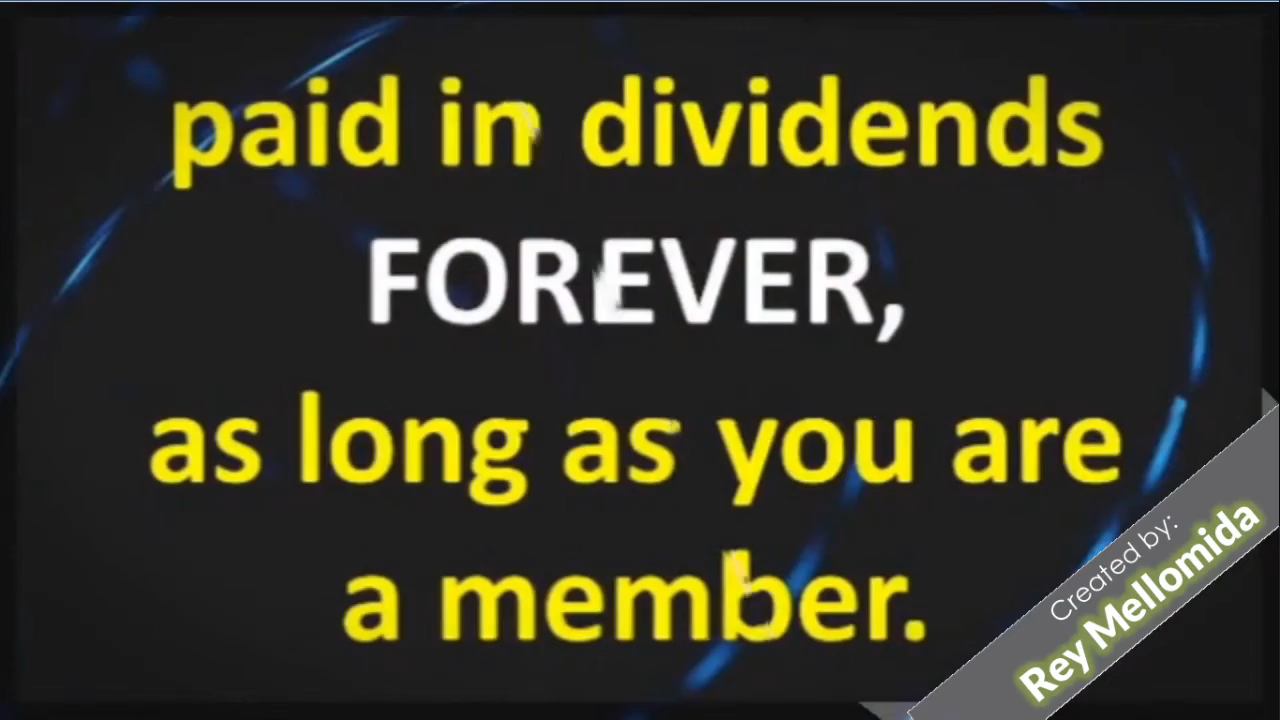 paid in dividends
FOREVER,
as long as you are
a member.
Created by:
Rey Mellomida